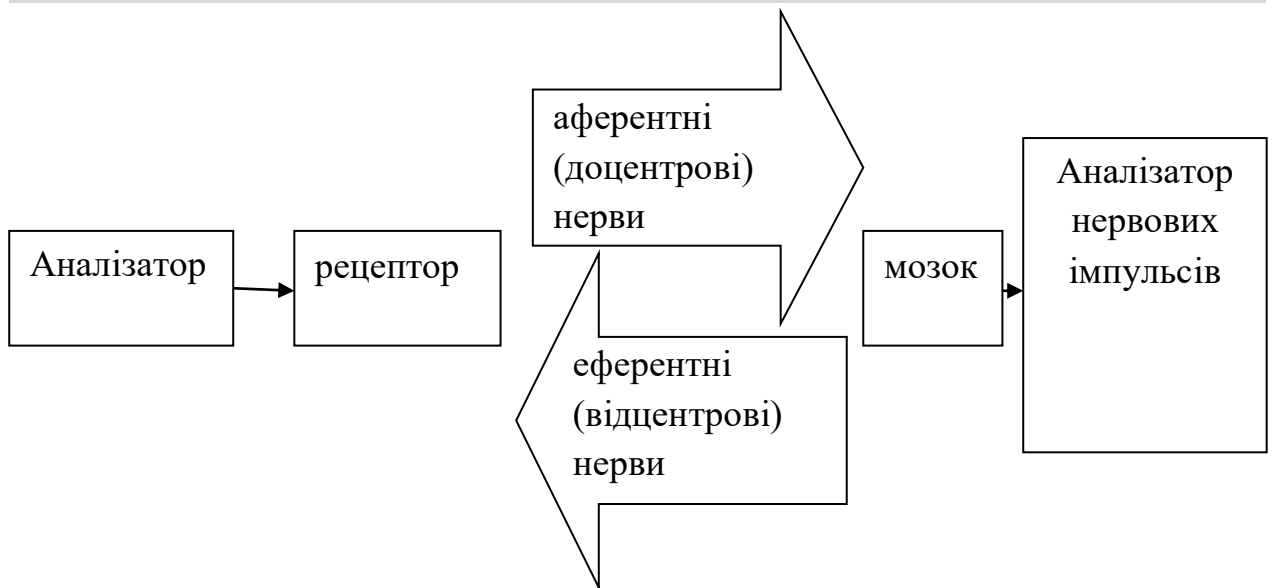 Аналізатор
рецептор
аферентні
(доцентрові)
нерви
еферентні
(відцентрові)
нерви
мозок
Аналізатор
нервових
імпульсів